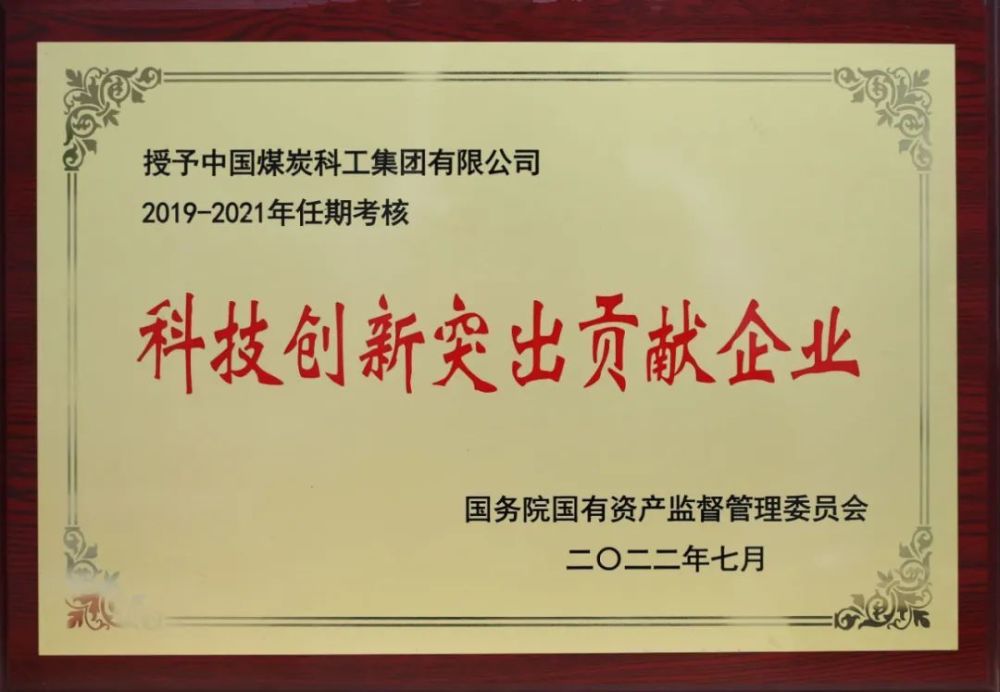 授予中国煤炭科工集团有限公司
2019-2021年任期考核
科技创新突出贡献企业
国务院国有资产监督管理委员会
二〇二二年七月